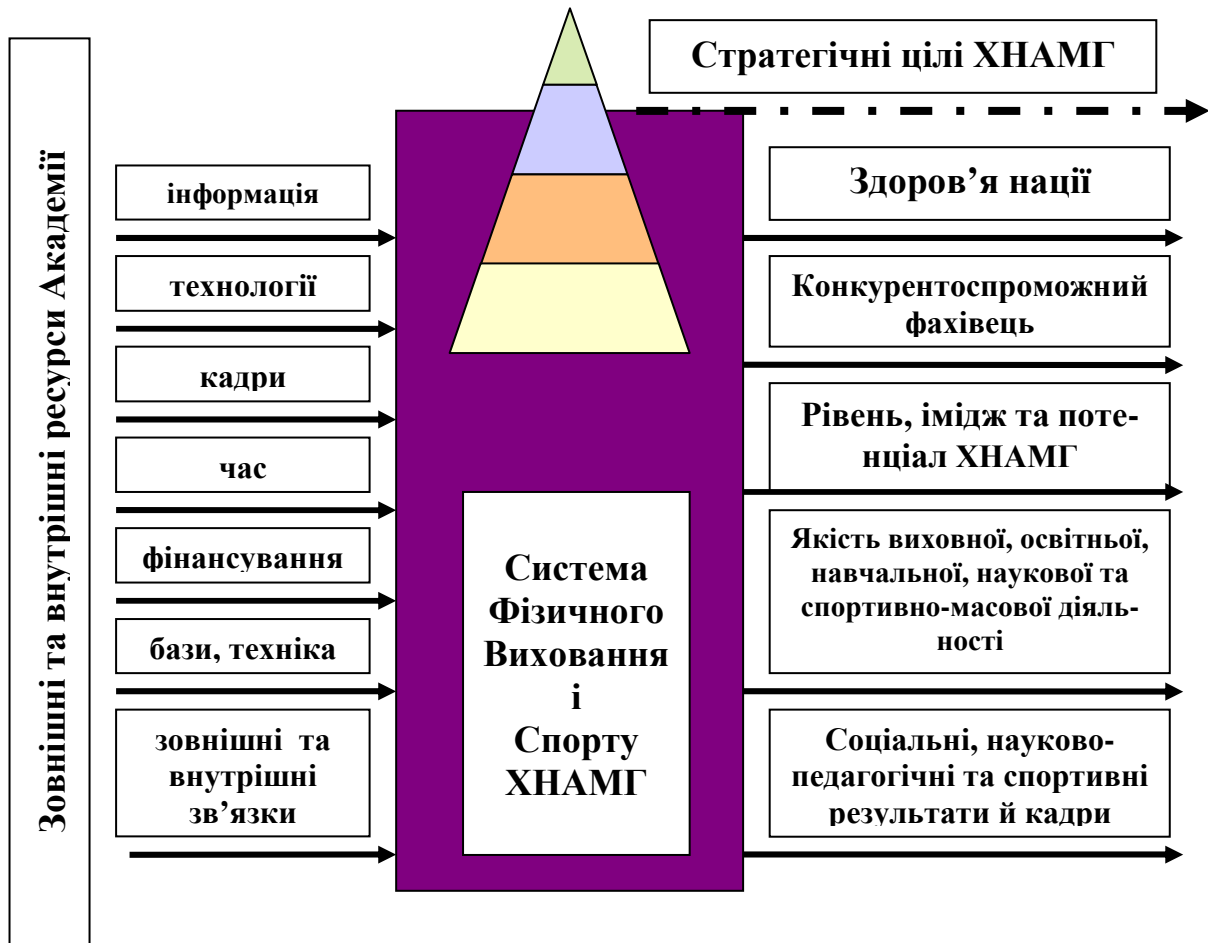 Зовнішні та внутрішні ресурси Академії
інформація
технології
кадри
час
фінансування
бази, техніка
зовнішні та
внутрішні
зв’язки
Система
Фізичного
Виховання
і
Спорту
ХНАМГ
Стратегічні цілі ХНАМГ
Здоров’я нації
Конкурентоспроможний
фахівець
Рівень, імідж та поте-
нціал ХНАМГ
Якість виховної, освітньої,
навчальної, наукової та
спортивно-масової діяль-
ності
Соціальні, науково-
педагогічні та спортивні
результати й кадри